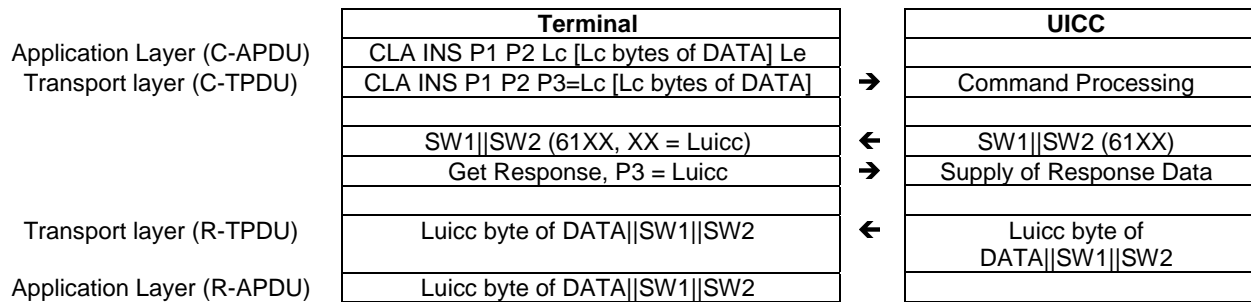 Terminal UICC
Application Layer (C-APDU) CLA INS P1 P2 Lc [Lc bytes of DATA] Le
Transport layer (C-TPDU) CLA INS P1 P2 P3=Lc [Lc bytes of DATA] → Command Processing
SW1||SW2 (61XX, XX = Luicc) ← SW1||SW2 (61XX)
Get Response, P3 = Luicc → Supply of Response Data
Transport layer (R-TPDU) Luicc byte of DATA||SW1||SW2 ← Luicc byte of
DATA||SW1||SW2
Application Layer (R-APDU) Luicc byte of DATA||SW1||SW2